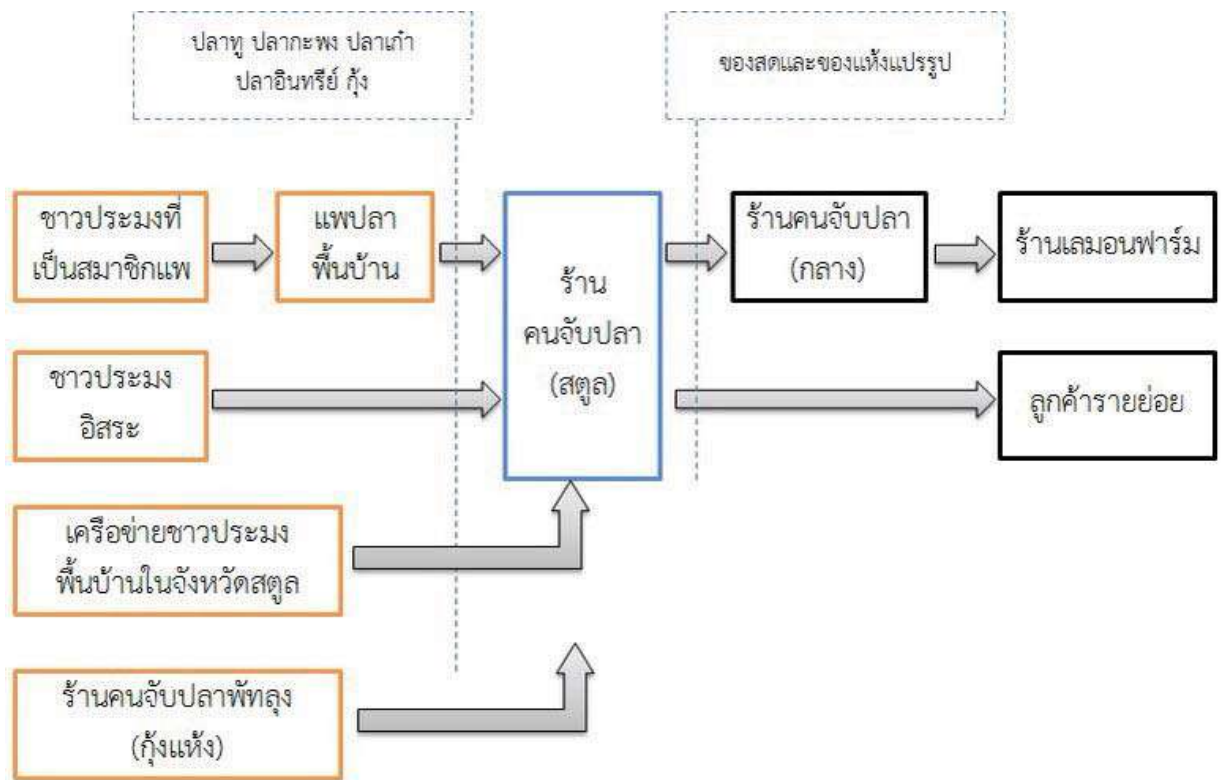 ปลาทู ปลากะพง ปลาเก๋า
ปลาอินทรีย์ กุ้ง
ของสดและของแห้งแปรรูป
ชาวประมงที่
เป็นสมาชิกแพ
แพปลา
พื้นบ้าน
ร้าน
คนจับปลา
(สตูล)
ร้านคนจับปลา
(กลาง)
ร้านเลมอนฟาร์ม
ชาวประมง
อิสระ
ลูกค้ารายย่อย
เครือข่ายชาวประมง
พื้นบ้านในจังหวัดสตูล
ร้านคนจับปลาพัทลุง
(กุ้งแห้ง)